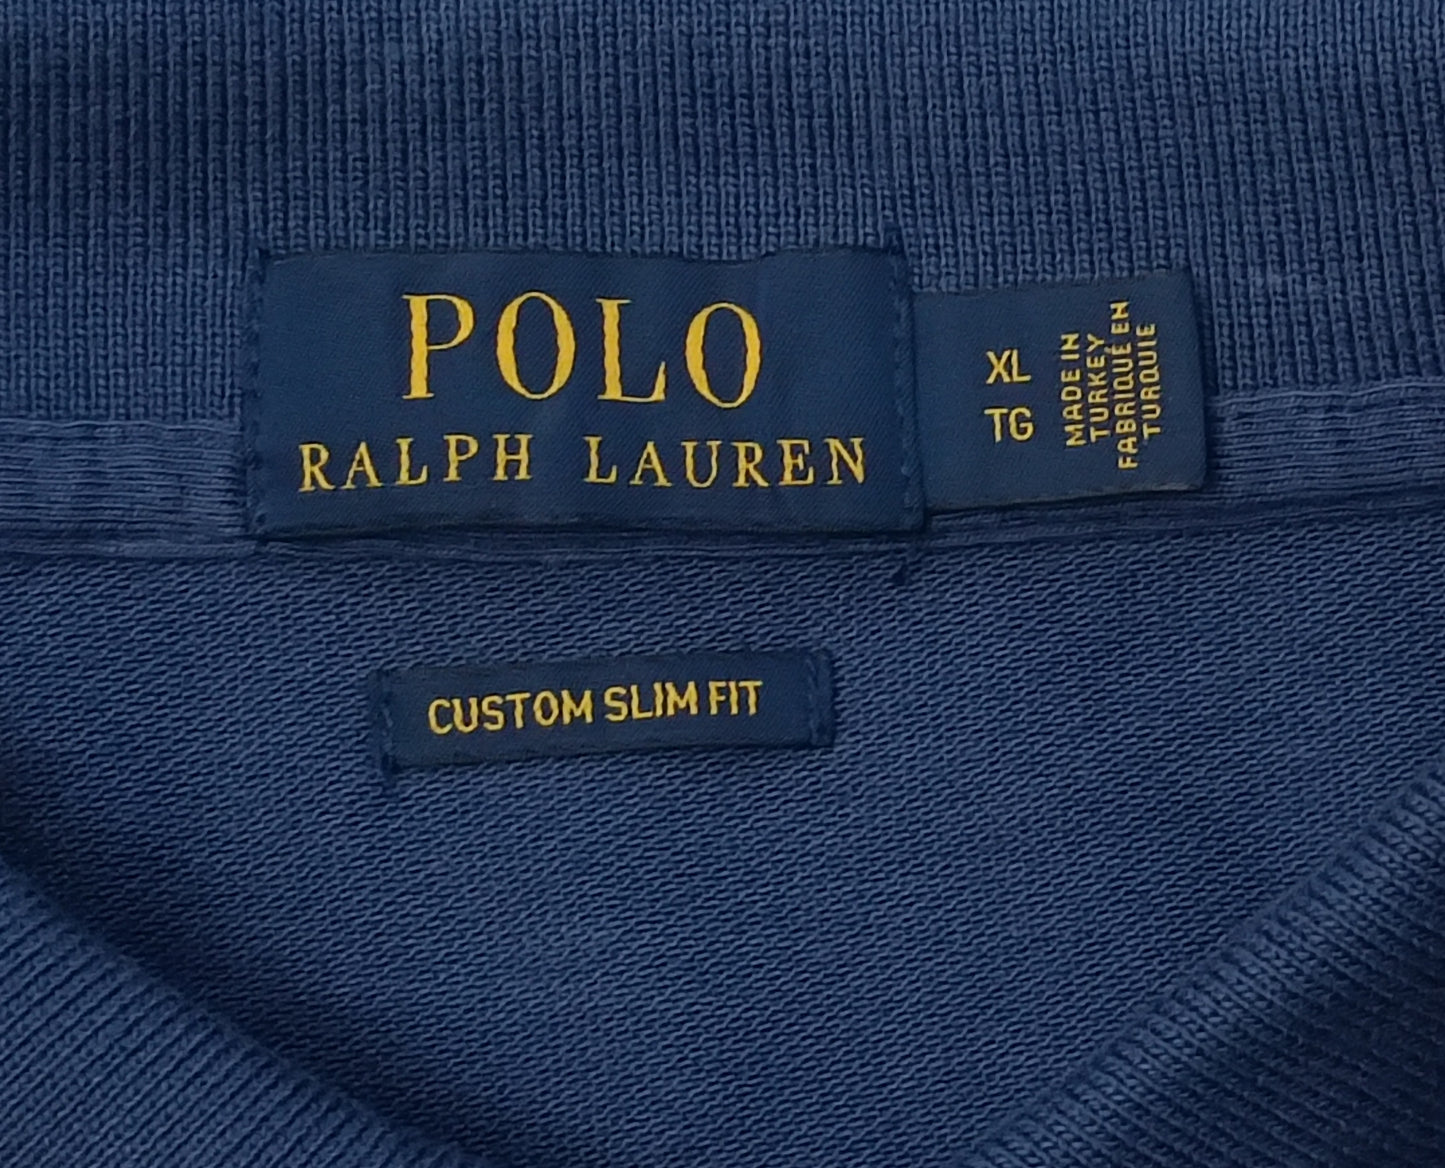 POLO
RALPH LAUREN
XL
TG
MADE IN
TURKEY
FABRIQUÉ EN
TURQUIE
CUSTOM SLIM FIT